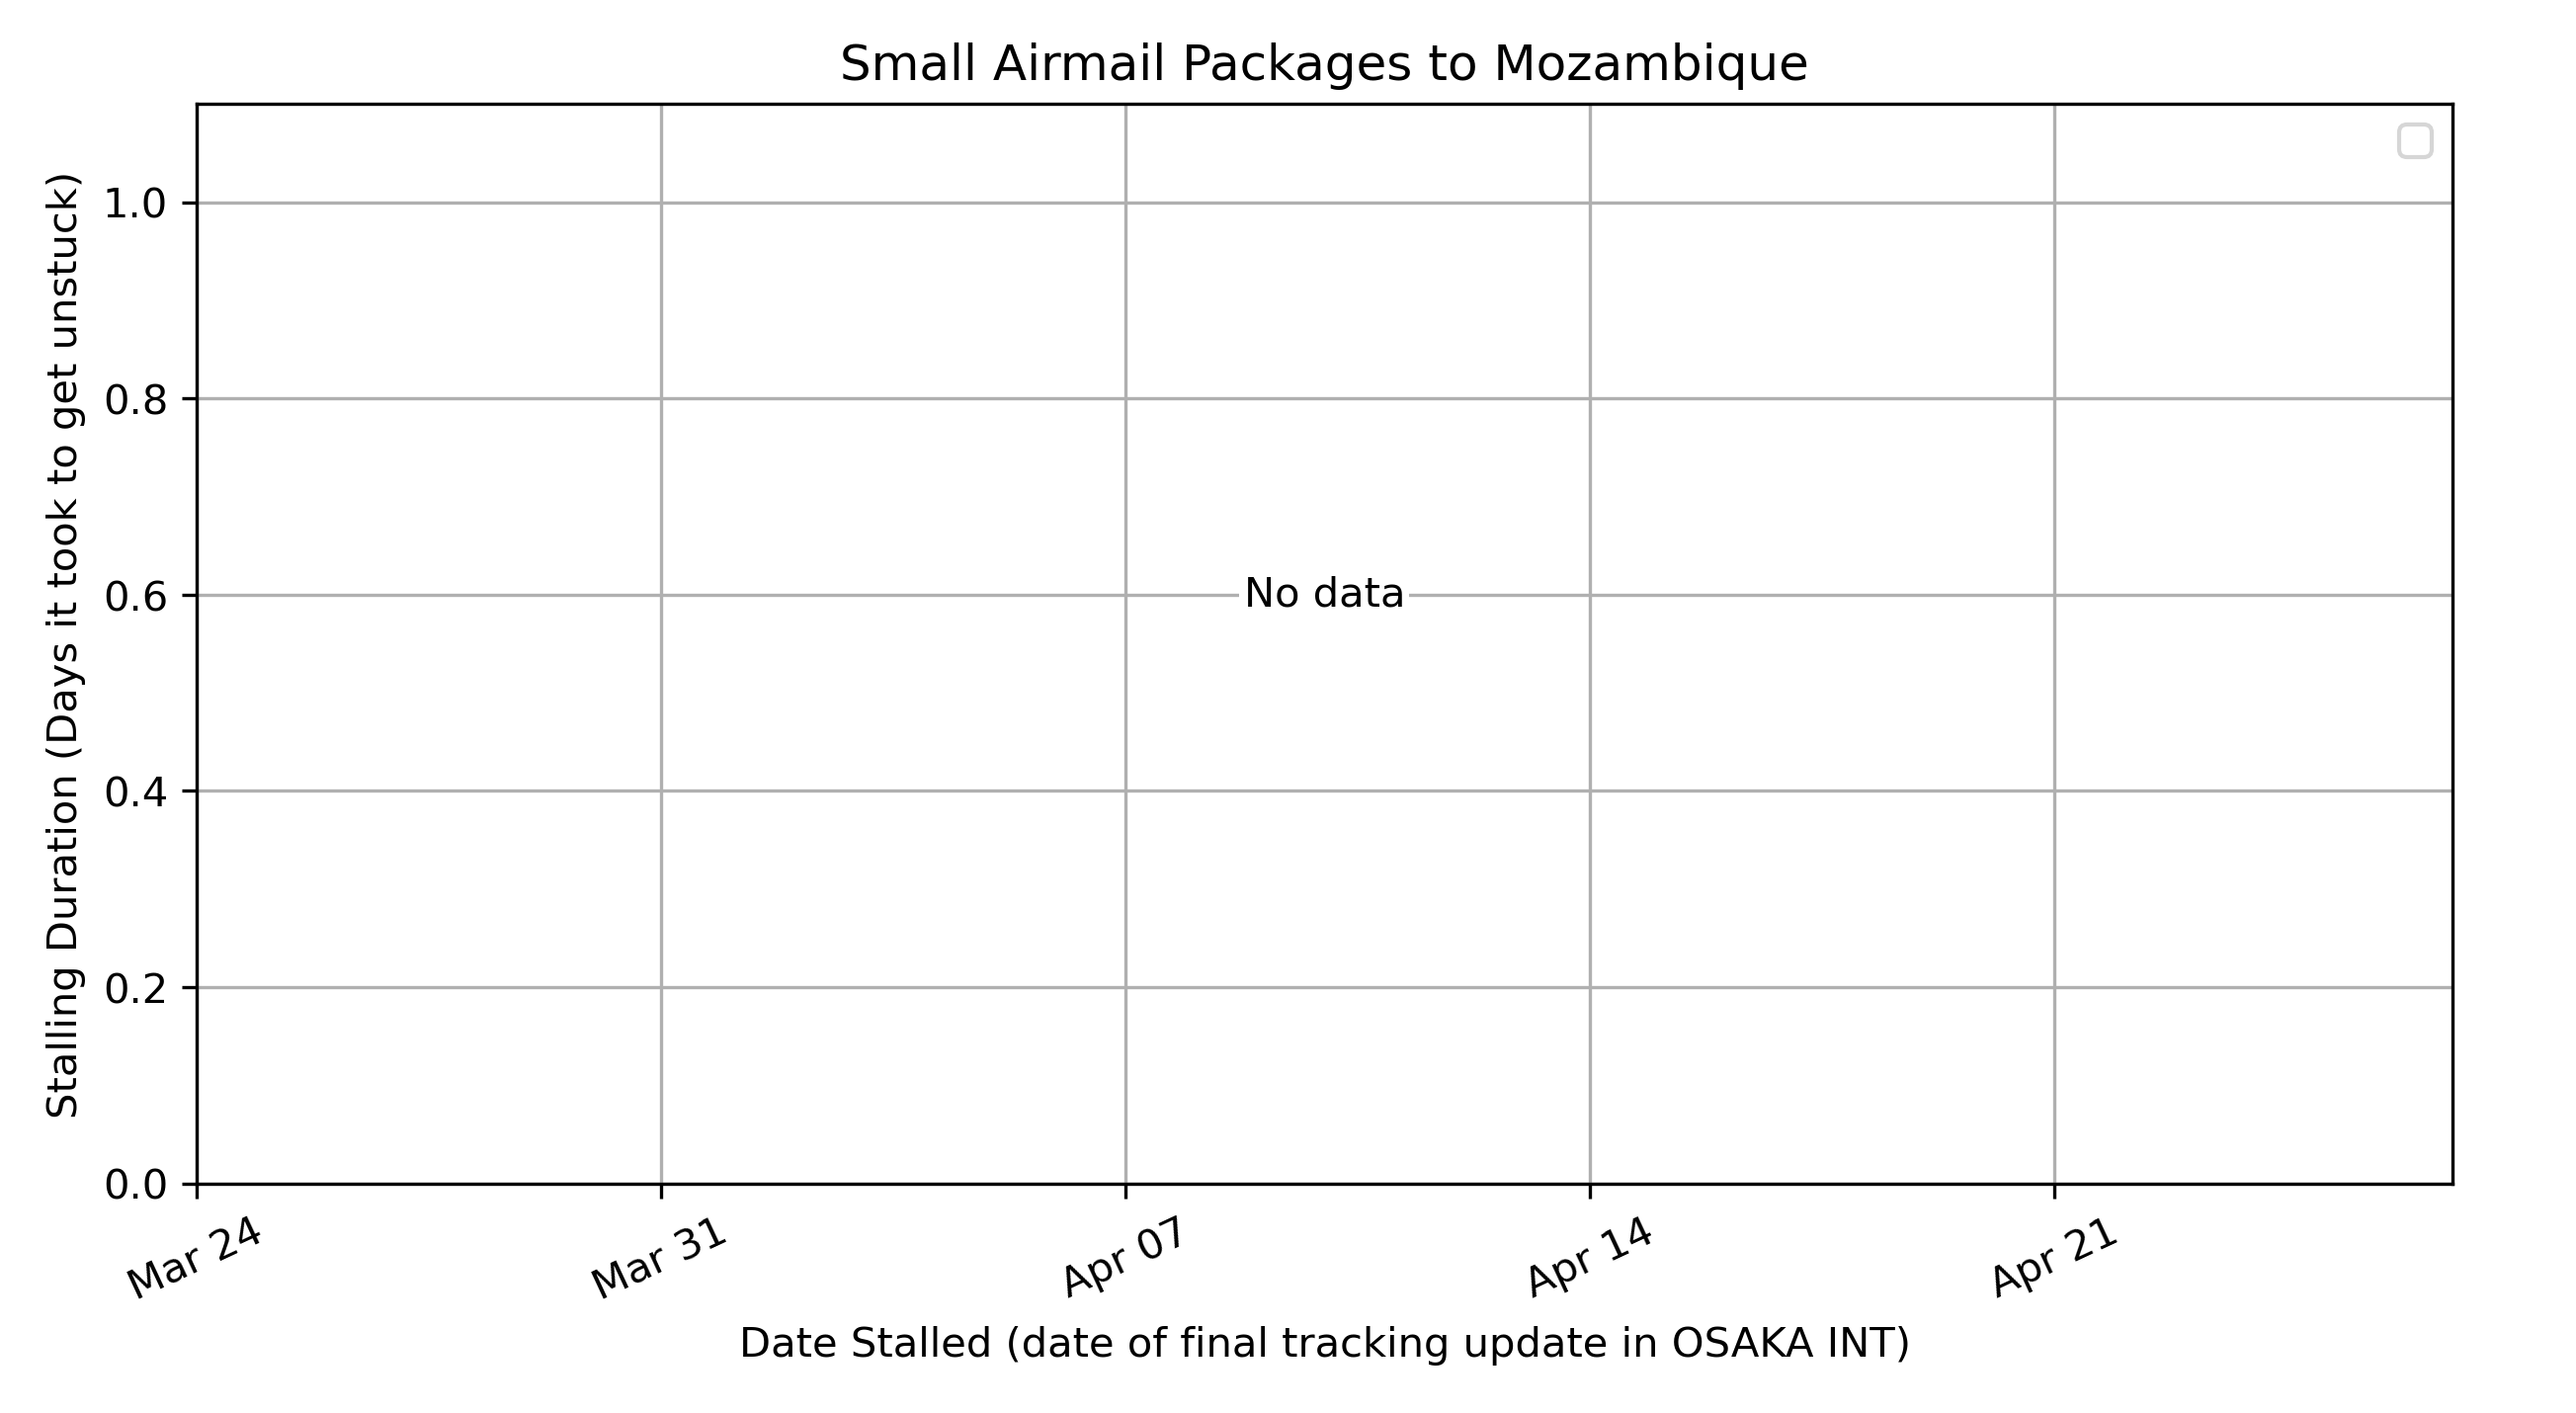 Small Airmail Packages to Mozambique
Stalling Duration (Days it took to get unstuck)
1.0
0.8
0.6
0.4
0.2
0.0
No data
Mar 24
Mar 31
Apr 07
Apr 14
Apr 21
Date Stalled (date of final tracking update in OSAKA INT)